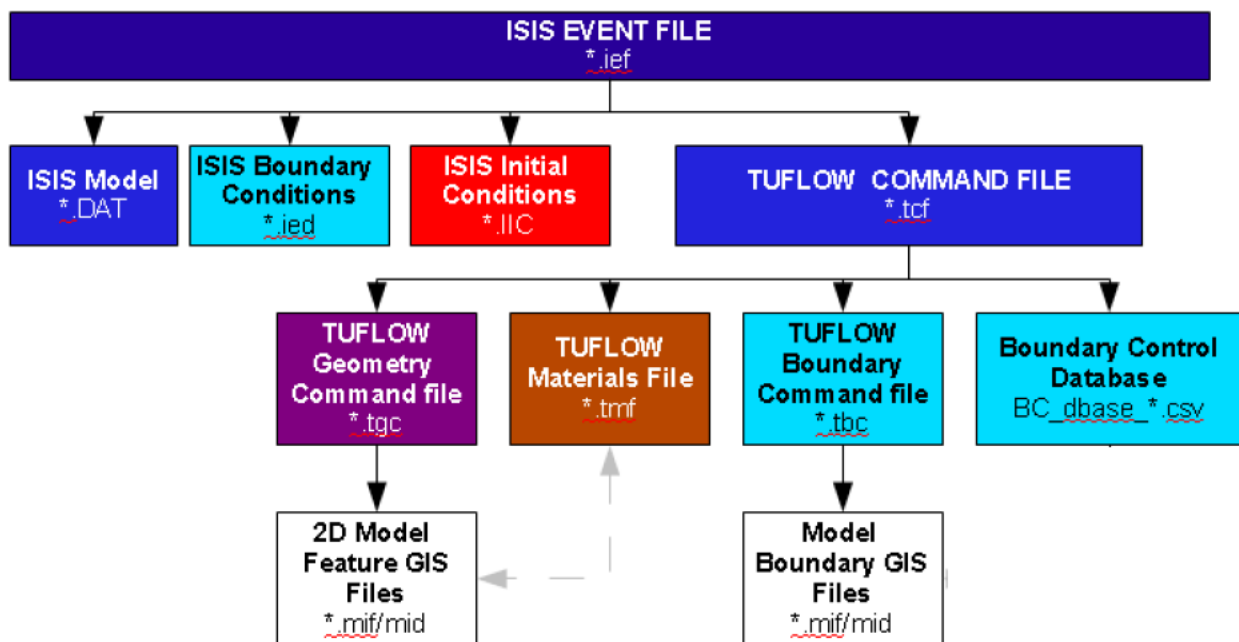 ISIS EVENT FILE
*.ief
ISIS Model
*.DAT
ISIS Boundary
Conditions
*.ied
ISIS Initial
Conditions
*.IIC
TUFLOW COMMAND FILE
*.tcf
TUFLOW
Geometry
Command file
*.tgc
TUFLOW
Materials File
*.tmf
TUFLOW
Boundary
Command file
*.tbc
Boundary Control
Database
BC_dbase_*.csv
2D Model
Feature GIS
Files
*.mif/mid
Model
Boundary GIS
Files
*.mif/mid